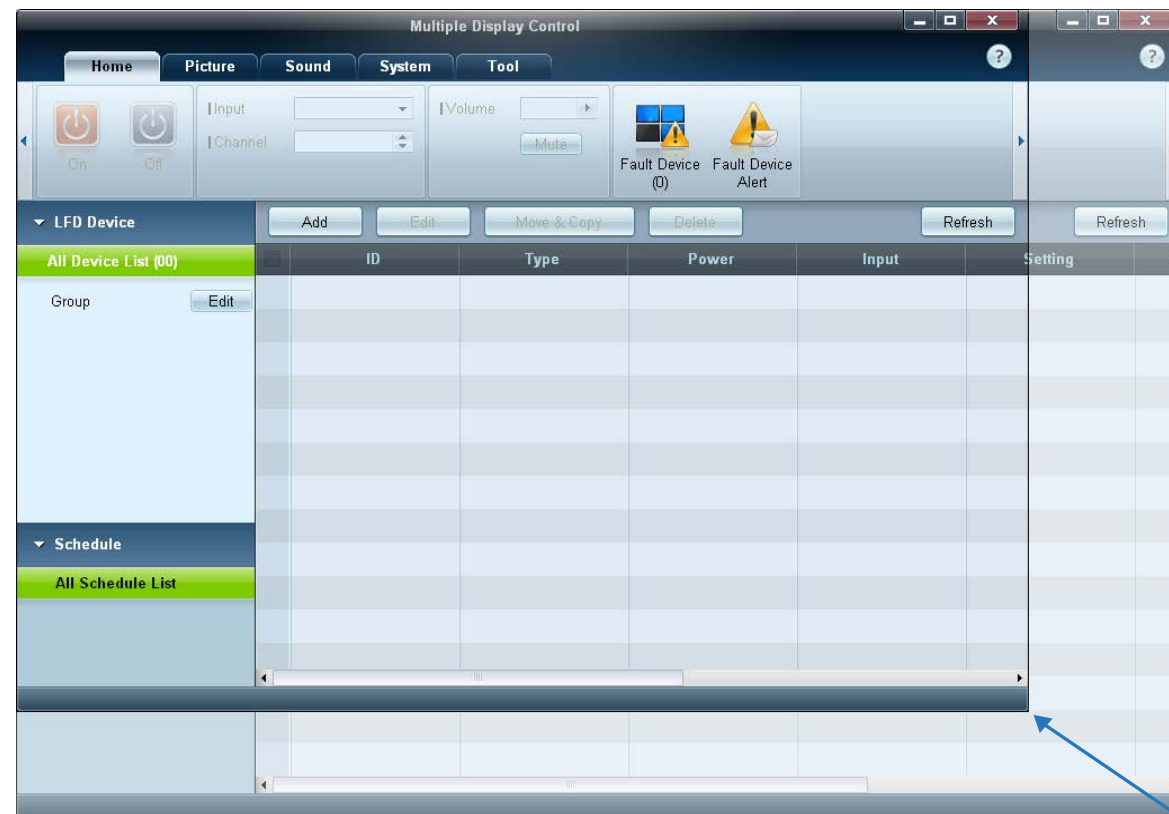 Multiple Display Control
Home Picture Sound System Tool
Input
Channel
Volume
Mute
On Off
Fault Device (0)
Fault Device Alert
LFD Device
Add Edit Move & Copy Delete Refresh Refresh
All Device List (00)
ID Type Power Input Setting
Group Edit
Schedule
All Schedule List